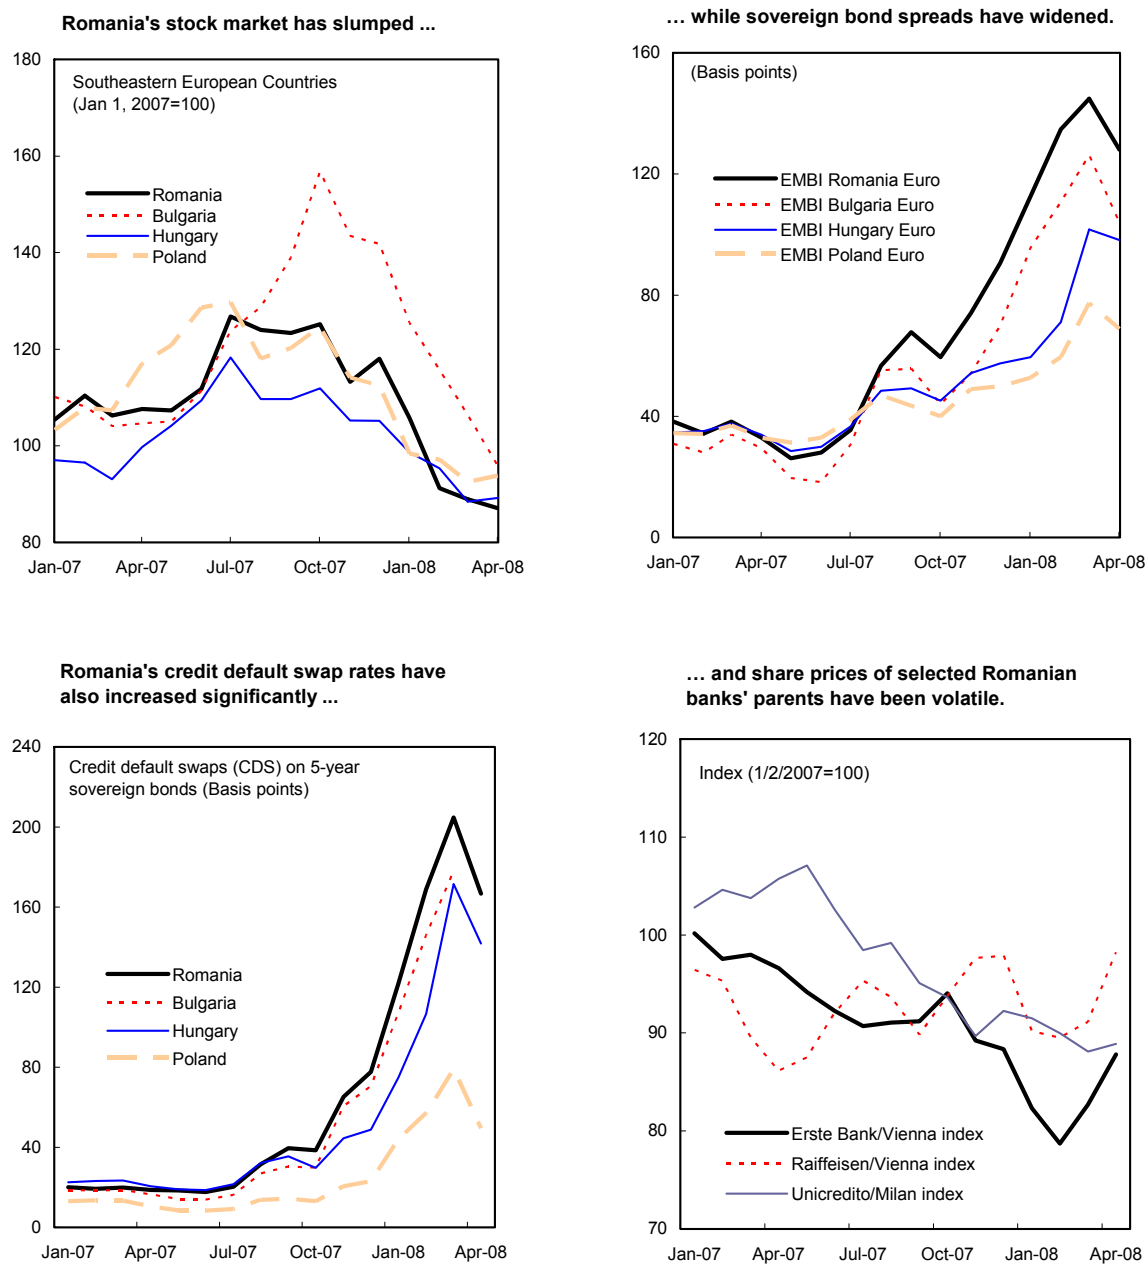 Romania's stock market has slumped ...
180
160
140
120
100
80
Southeastern European Countries
(Jan 1, 2007=100)
Romania
Bulgaria
Hungary
Poland
Jan-07 Apr-07 Jul-07 Oct-07 Jan-08 Apr-08
… while sovereign bond spreads have widened.
160
120
80
40
0
(Basis points)
EMBI Romania Euro
EMBI Bulgaria Euro
EMBI Hungary Euro
EMBI Poland Euro
Jan-07 Apr-07 Jul-07 Oct-07 Jan-08 Apr-08
Romania's credit default swap rates have
also increased significantly ...
240
200
160
120
80
40
0
Credit default swaps (CDS) on 5-year
sovereign bonds (Basis points)
Romania
Bulgaria
Hungary
Poland
Jan-07 Apr-07 Jul-07 Oct-07 Jan-08 Apr-08
… and share prices of selected Romanian
banks' parents have been volatile.
120
110
100
90
80
70
Index (1/2/2007=100)
Erste Bank/Vienna index
Raiffeisen/Vienna index
Unicredito/Milan index
Jan-07 Apr-07 Jul-07 Oct-07 Jan-08 Apr-08